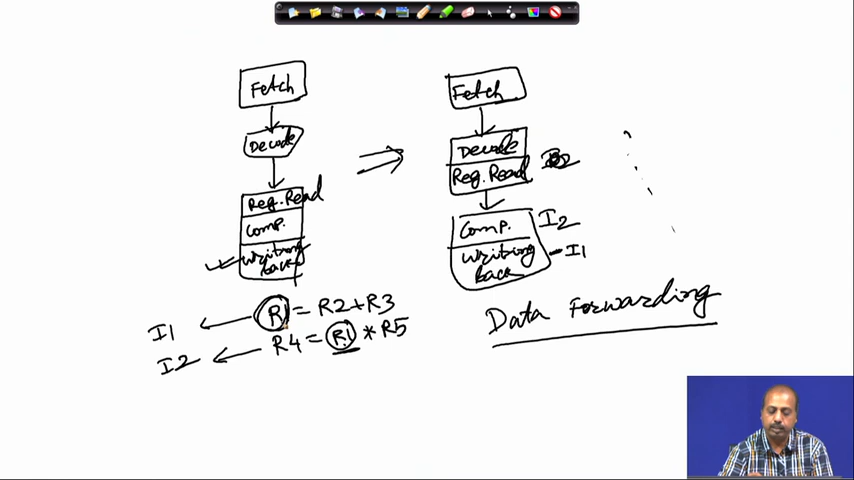 Fetch
Decode
Reg. Read
Comp.
Writing
back
Fetch
Decode
Reg. Read
Comp. I2
Writing I1
back
I1 R1 = R2+R3
I2 R4 = R1 * R5
Data Forwarding